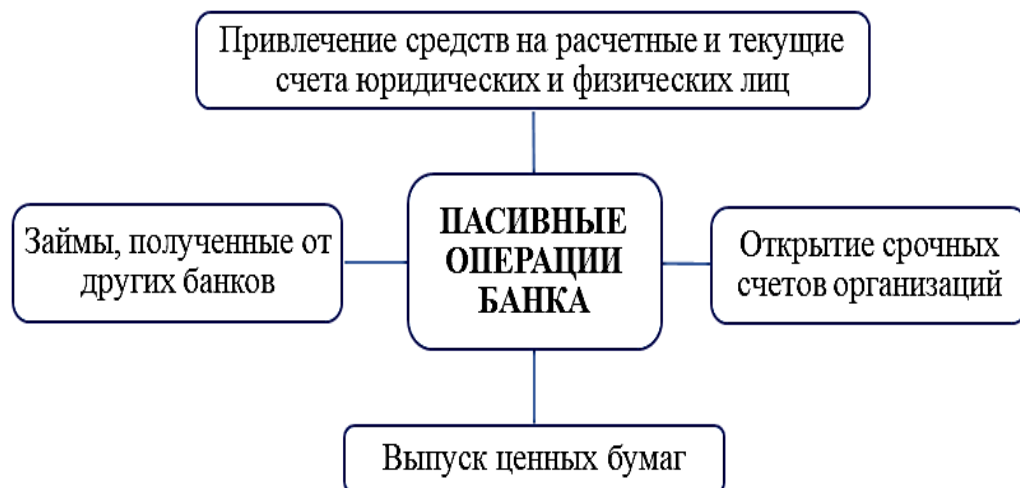 Привлечение средств на расчетные и текущие
счета юридических и физических лиц
Займы, полученные от
других банков
ПАСИВНЫЕ
ОПЕРАЦИИ
БАНКА
Открытие срочных
счетов организаций
Выпуск ценных бумаг